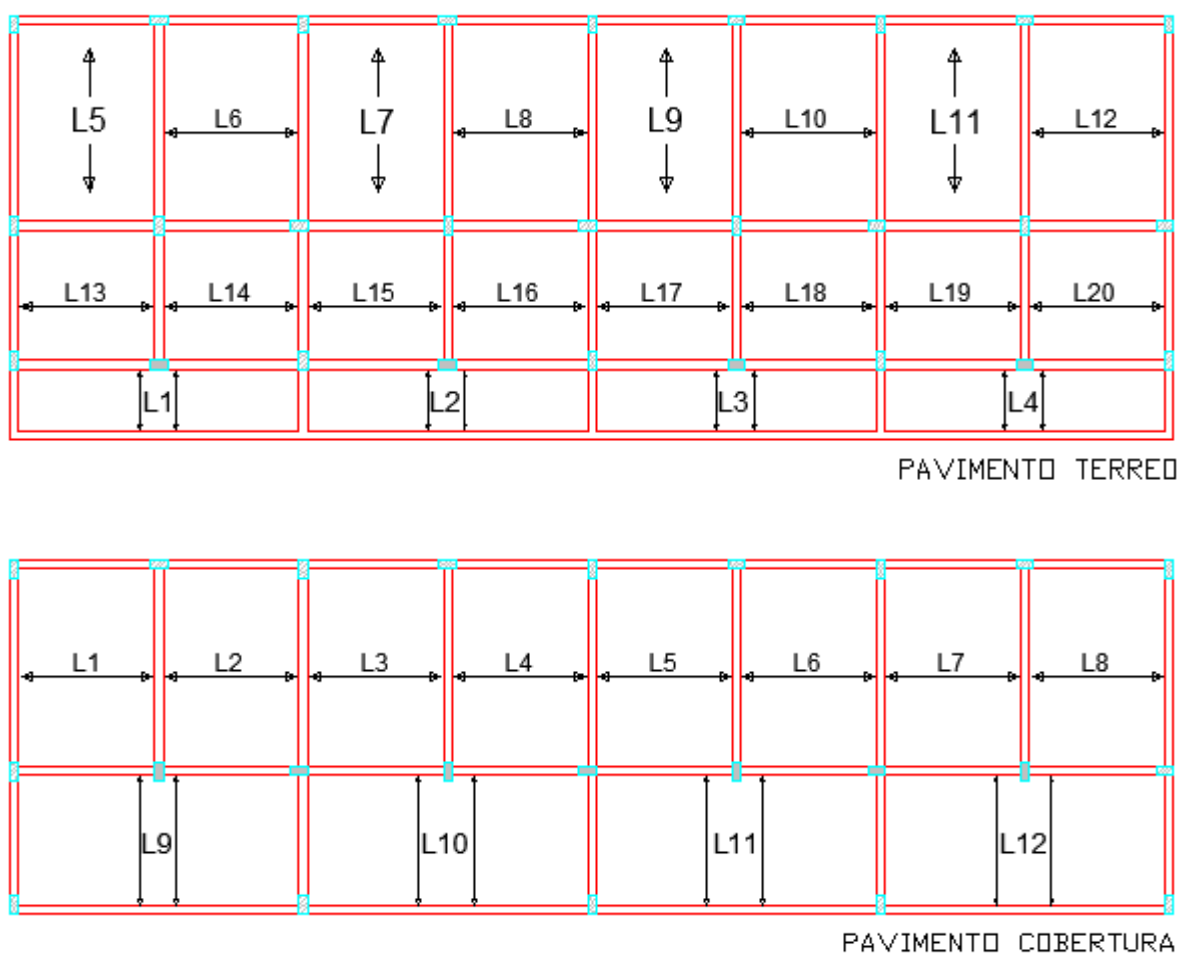 L5 L6 L7 L8 L9 L10 L11 L12
L13 L14 L15 L16 L17 L18 L19 L20
L1 L2 L3 L4
PAVIMENTO TERREO
L1 L2 L3 L4 L5 L6 L7 L8
L9 L10 L11 L12
PAVIMENTO COBERTURA